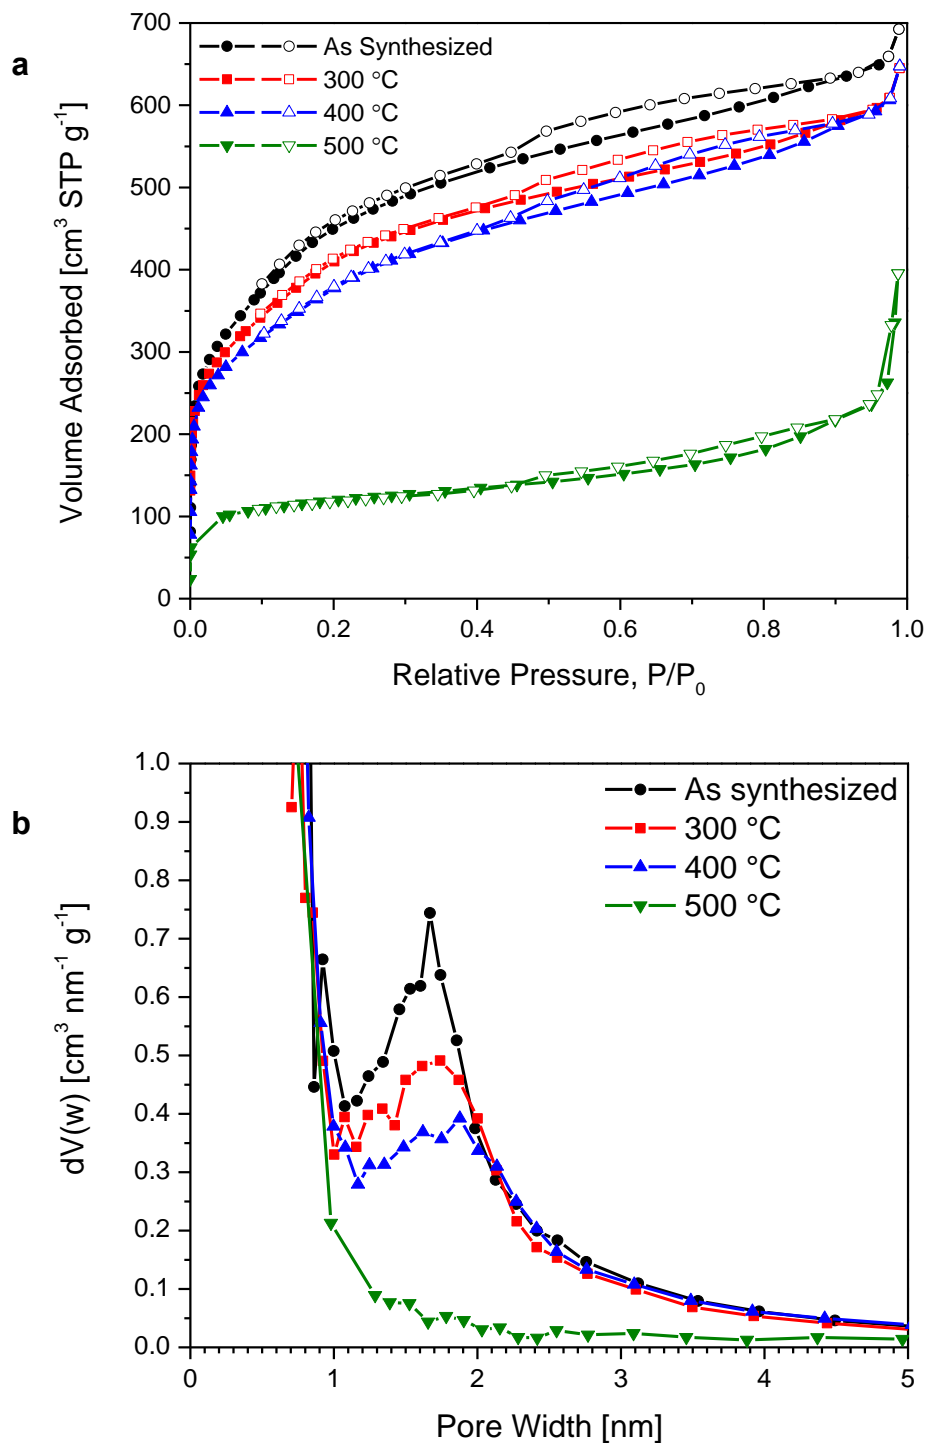 a
700
600
500
400
300
200
100
0
Volume Adsorbed [cm³ STP g⁻¹]
As Synthesized
300 °C
400 °C
500 °C
0.0 0.2 0.4 0.6 0.8 1.0
Relative Pressure, P/P₀
b
1.0
0.9
0.8
0.7
0.6
0.5
0.4
0.3
0.2
0.1
0.0
dV(w) [cm³ nm⁻¹ g⁻¹]
As synthesized
300 °C
400 °C
500 °C
0 1 2 3 4 5
Pore Width [nm]